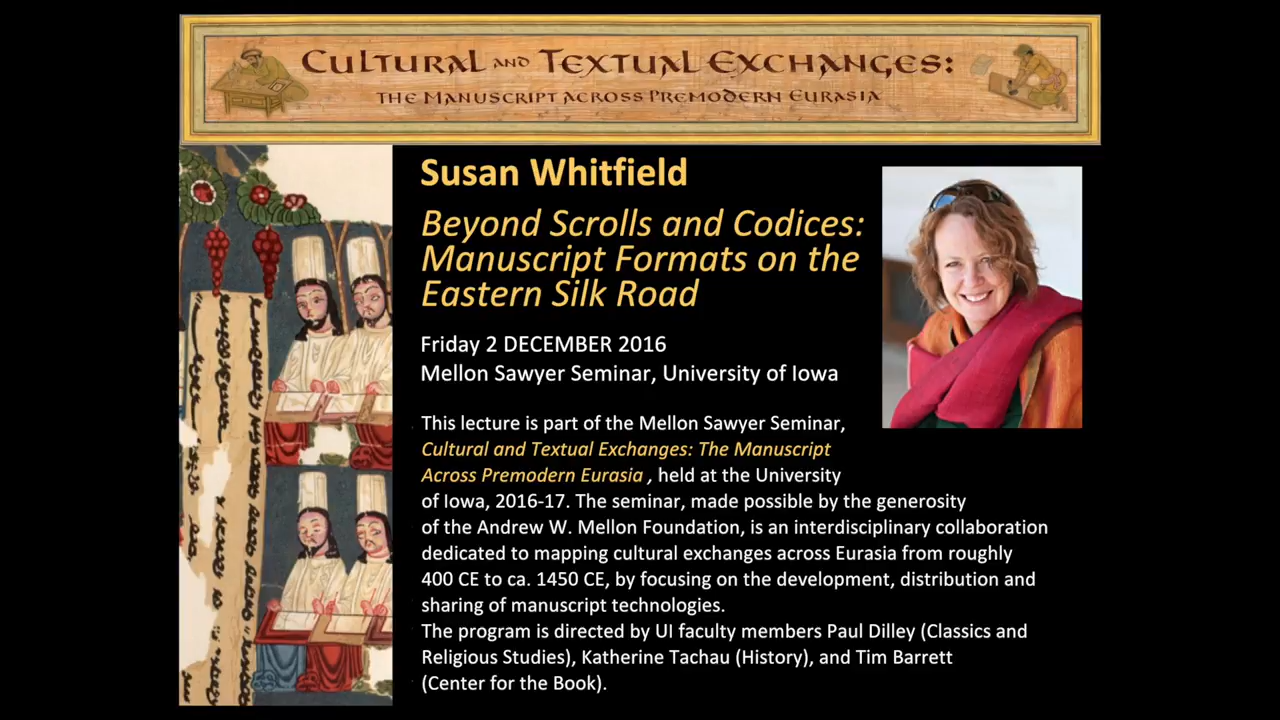 CULTURAL AND TEXTUAL EXCHANGES:
THE MANUSCRIPT ACROSS PREMODERN EURASIA
Susan Whitfield
Beyond Scrolls and Codices:
Manuscript Formats on the
Eastern Silk Road
Friday 2 DECEMBER 2016
Mellon Sawyer Seminar, University of Iowa
This lecture is part of the Mellon Sawyer Seminar,
Cultural and Textual Exchanges: The Manuscript
Across Premodern Eurasia , held at the University
of Iowa, 2016-17. The seminar, made possible by the generosity
of the Andrew W. Mellon Foundation, is an interdisciplinary collaboration
dedicated to mapping cultural exchanges across Eurasia from roughly
400 CE to ca. 1450 CE, by focusing on the development, distribution and
sharing of manuscript technologies.
The program is directed by UI faculty members Paul Dilley (Classics and
Religious Studies), Katherine Tachau (History), and Tim Barrett
(Center for the Book).